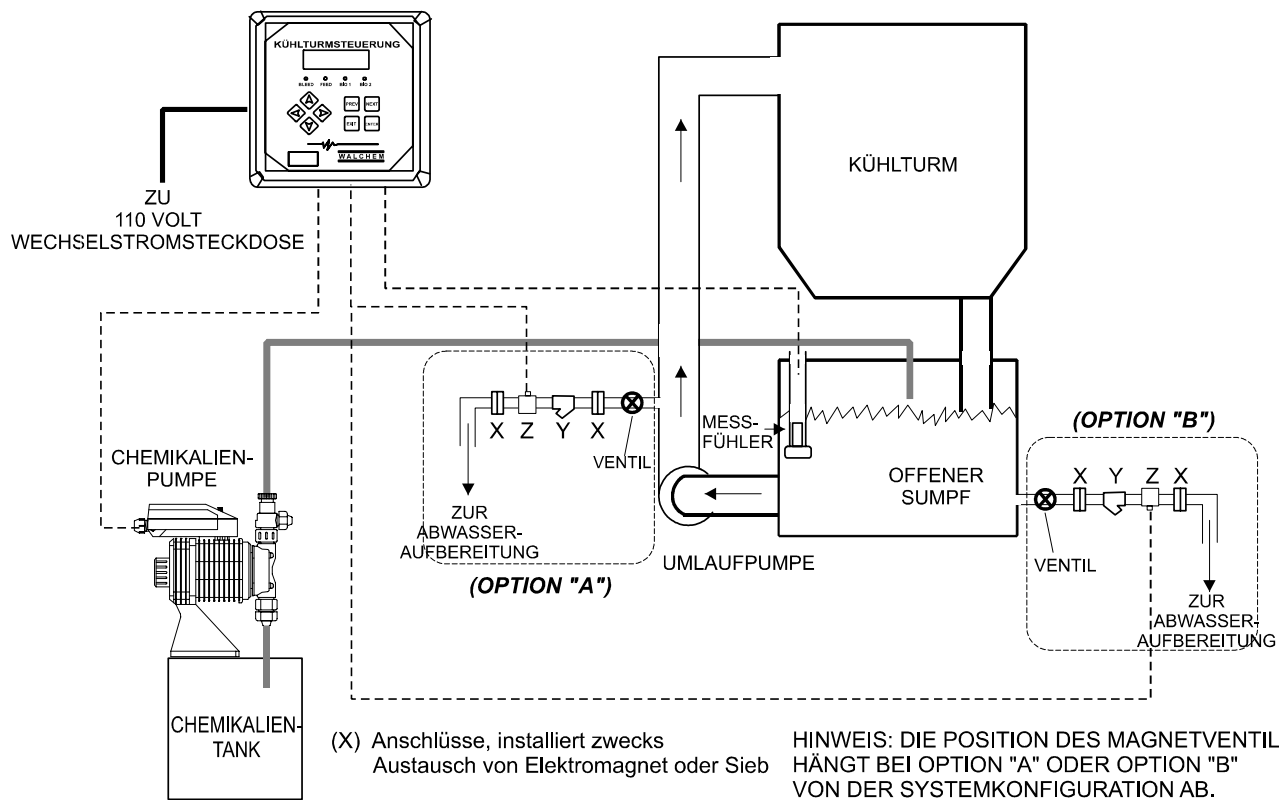 KÜHLTURMSTEUERUNG
BLEED FEED BIO 1 BIO 2
PREV NEXT
EXIT ENTER
WALCHEM
ZU
110 VOLT
WECHSELSTROMSTECKDOSE
KÜHLTURM
X Z Y X
VENTIL
ZUR
ABWASSER-
AUFBEREITUNG
(OPTION "A")
MESS-
FÜHLER
OFFENER
SUMPF
UMLAUFPUMPE
(OPTION "B")
X Y Z X
VENTIL
ZUR
ABWASSER-
AUFBEREITUNG
CHEMIKALIEN-
PUMPE
CHEMIKALIEN-
TANK
(X) Anschlüsse, installiert zwecks
Austausch von Elektromagnet oder Sieb
HINWEIS: DIE POSITION DES MAGNETVENTIL
HÄNGT BEI OPTION "A" ODER OPTION "B"
VON DER SYSTEMKONFIGURATION AB.